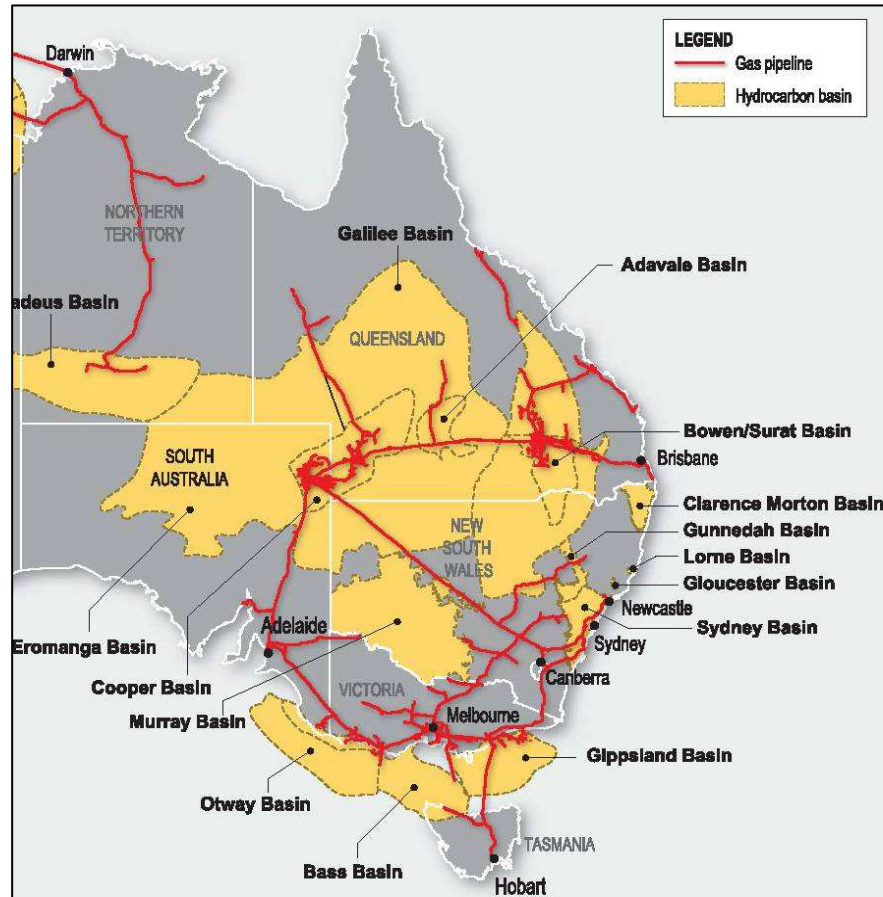 Darwin
LEGEND
Gas pipeline
Hydrocarbon basin
NORTHERN
TERRITORY
Galilee Basin
Adavale Basin
adeus Basin
QUEENSLAND
Bowen/Surat Basin
SOUTH
AUSTRALIA
Brisbane
Clarence Morton Basin
NEW
SOUTH
WALES
Gunnedah Basin
Lorne Basin
Gloucester Basin
Newcastle
Sydney Basin
Sydney
Adelaide
Eromanga Basin
Canberra
Cooper Basin
VICTORIA
Murray Basin
Melbourne
Gippsland Basin
Otway Basin
TASMANIA
Bass Basin
Hobart